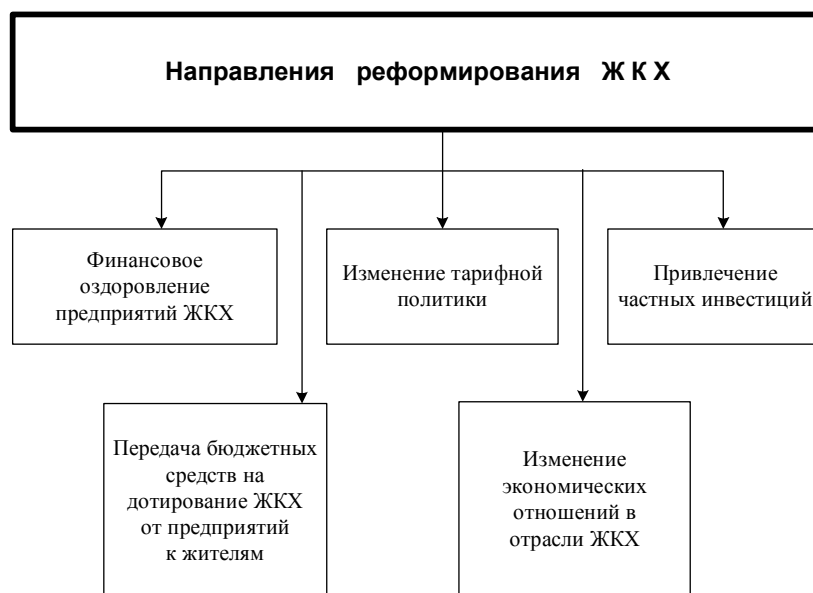 Направления реформирования Ж К Х
Финансовое
оздоровление
предприятий ЖКХ
Изменение тарифной
политики
Привлечение
частных инвестиций
Передача бюджетных
средств на
дотирование ЖКХ
от предприятий
к жителям
Изменение
экономических
отношений в
отрасли ЖКХ